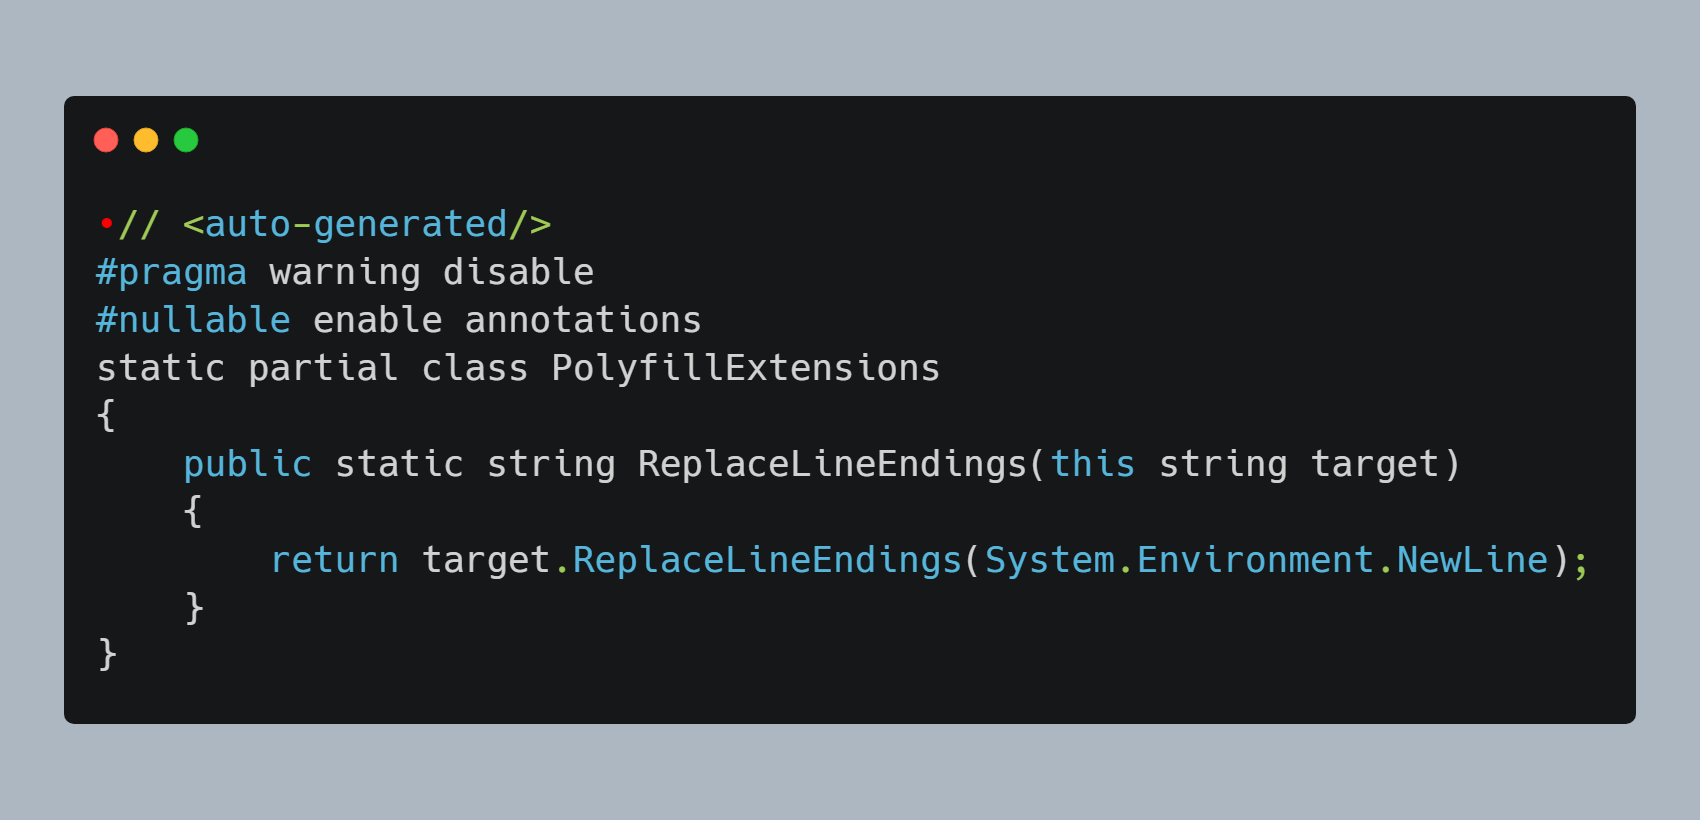 •// <auto-generated/>
#pragma warning disable
#nullable enable annotations
static partial class PolyfillExtensions
{
    public static string ReplaceLineEndings(this string target)
    {
        return target.ReplaceLineEndings(System.Environment.NewLine);
    }
}